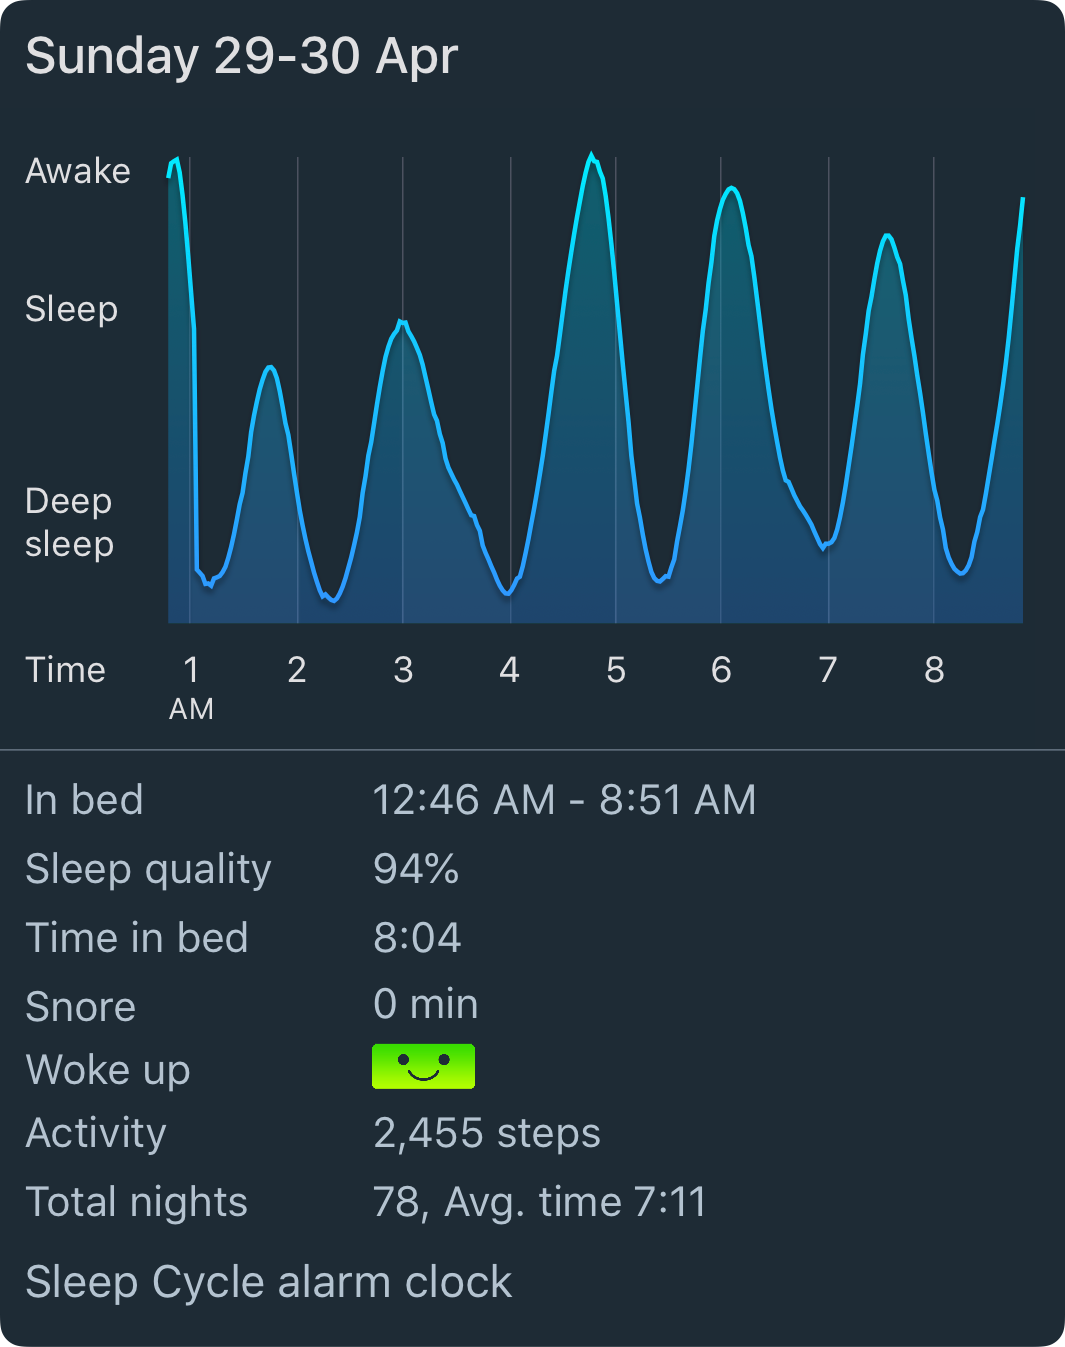 Sunday 29-30 Apr
Awake
Sleep
Deep
sleep
Time 1 2 3 4 5 6 7 8
AM
In bed 12:46 AM - 8:51 AM
Sleep quality 94%
Time in bed 8:04
Snore 0 min
Woke up
Activity 2,455 steps
Total nights 78, Avg. time 7:11
Sleep Cycle alarm clock